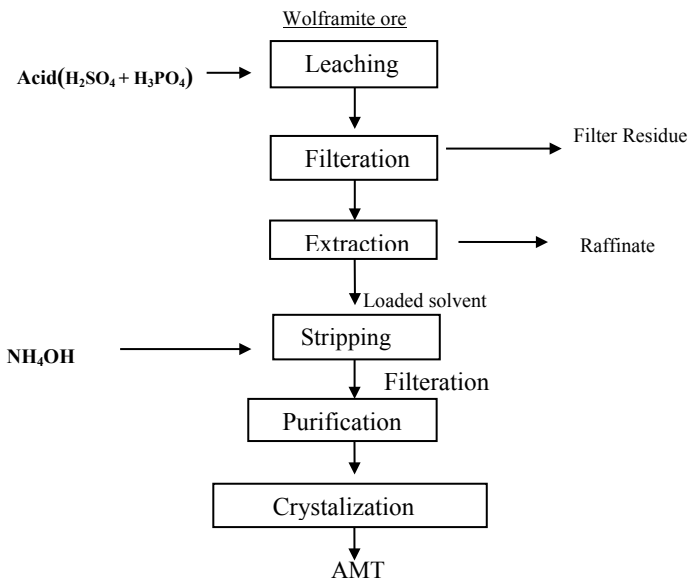 Wolframite ore
Leaching
Acid(H₂SO₄ + H₃PO₄)
Filter Residue
Filteration
Extraction
Raffinate
Loaded solvent
Stripping
NH₄OH
Filteration
Purification
Crystalization
AMT